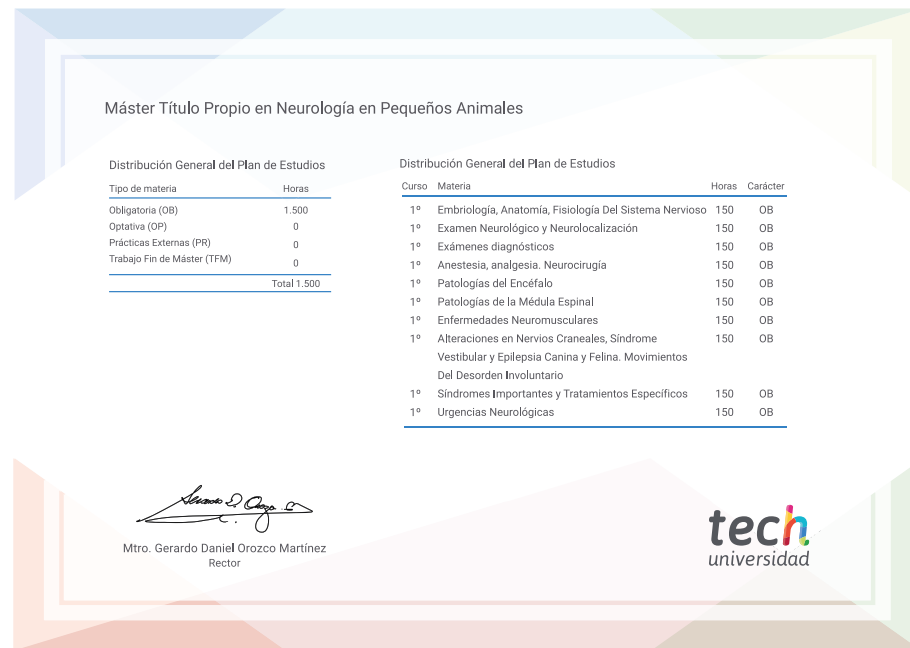 Máster Título Propio en Neurología en Pequeños Animales
Distribución General del Plan de Estudios
Tipo de materia Horas
Obligatoria (OB) 1.500
Optativa (OP) 0
Prácticas Externas (PR) 0
Trabajo Fin de Máster (TFM) 0
Total 1.500
Distribución General del Plan de Estudios
Curso Materia Horas Carácter
1º Embriología, Anatomía, Fisiología Del Sistema Nervioso 150 OB
1º Examen Neurológico y Neurolocalización 150 OB
1º Exámenes diagnósticos 150 OB
1º Anestesia, analgesia. Neurocirugía 150 OB
1º Patologías del Encéfalo 150 OB
1º Patologías de la Médula Espinal 150 OB
1º Enfermedades Neuromusculares 150 OB
1º Alteraciones en Nervios Craneales, Síndrome 150 OB
Vestibular y Epilepsia Canina y Felina. Movimientos
Del Desorden Involuntario
1º Síndromes Importantes y Tratamientos Específicos 150 OB
1º Urgencias Neurológicas 150 OB
Mtro. Gerardo Daniel Orozco Martínez
Rector
tech
universidad